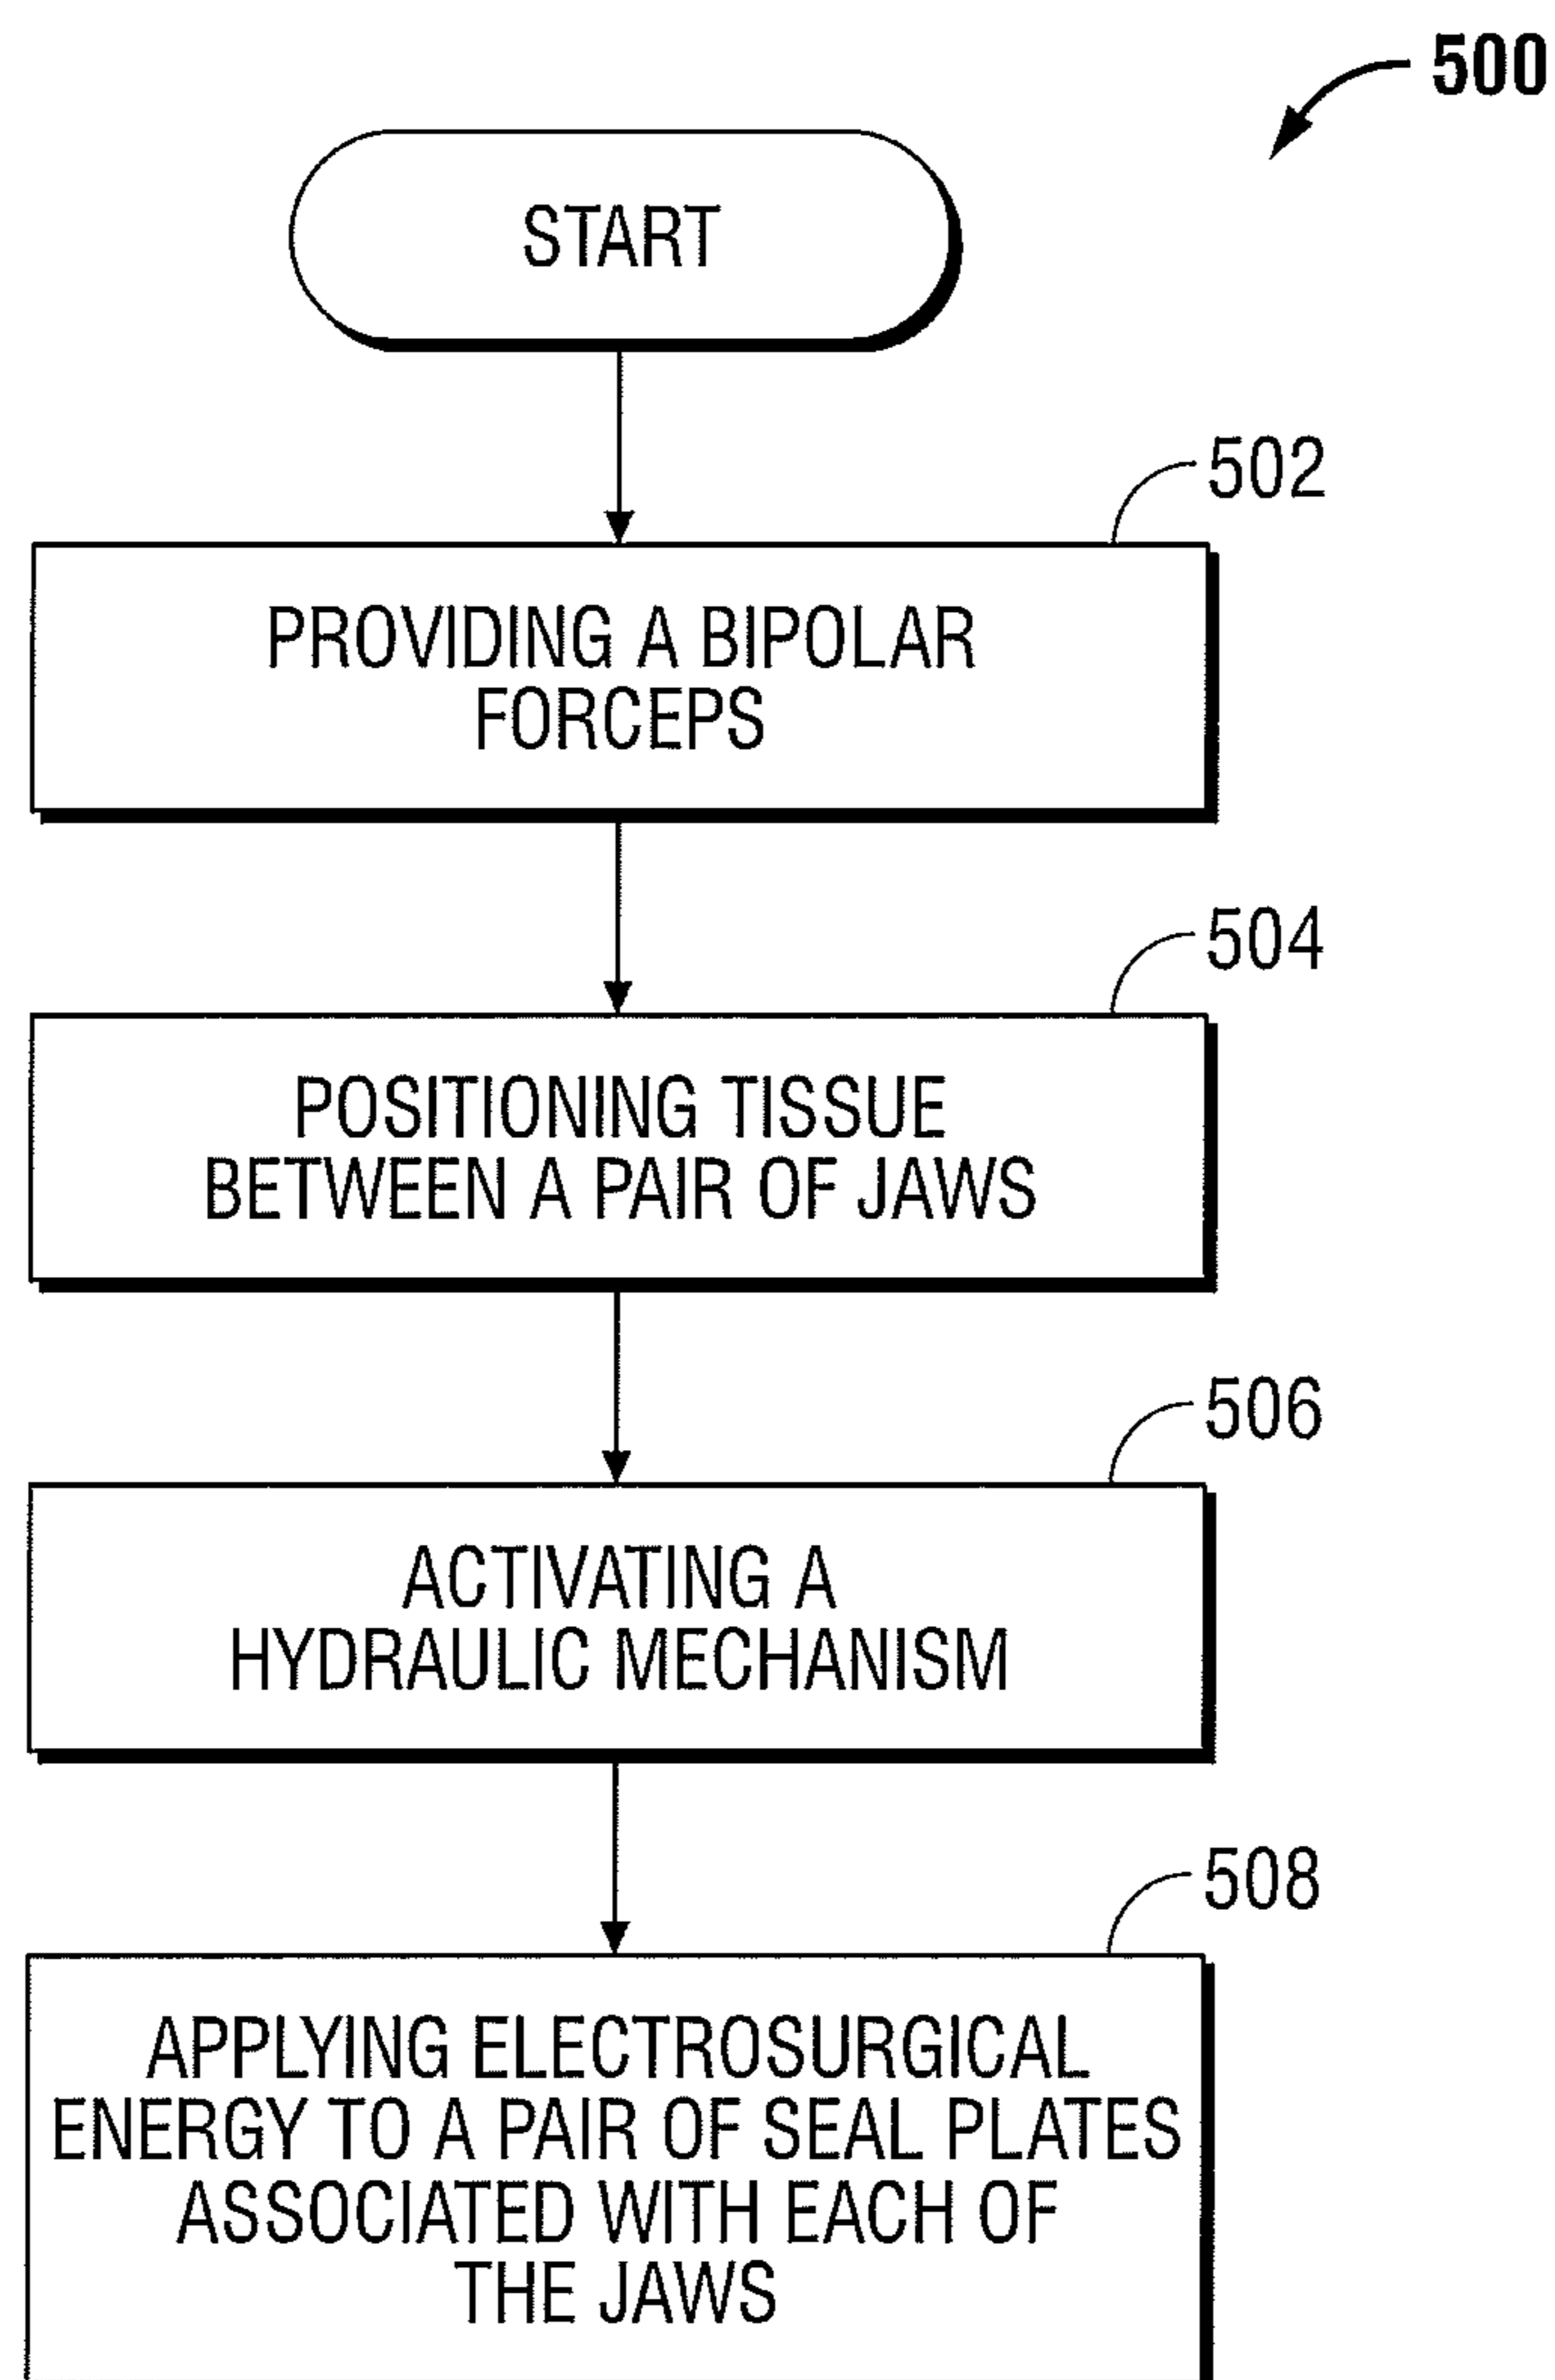 500
START
502
PROVIDING A BIPOLAR
FORCEPS
504
POSITIONING TISSUE
BETWEEN A PAIR OF JAWS
506
ACTIVATING A
HYDRAULIC MECHANISM
508
APPLYING ELECTROSURGICAL
ENERGY TO A PAIR OF SEAL PLATES
ASSOCIATED WITH EACH OF
THE JAWS